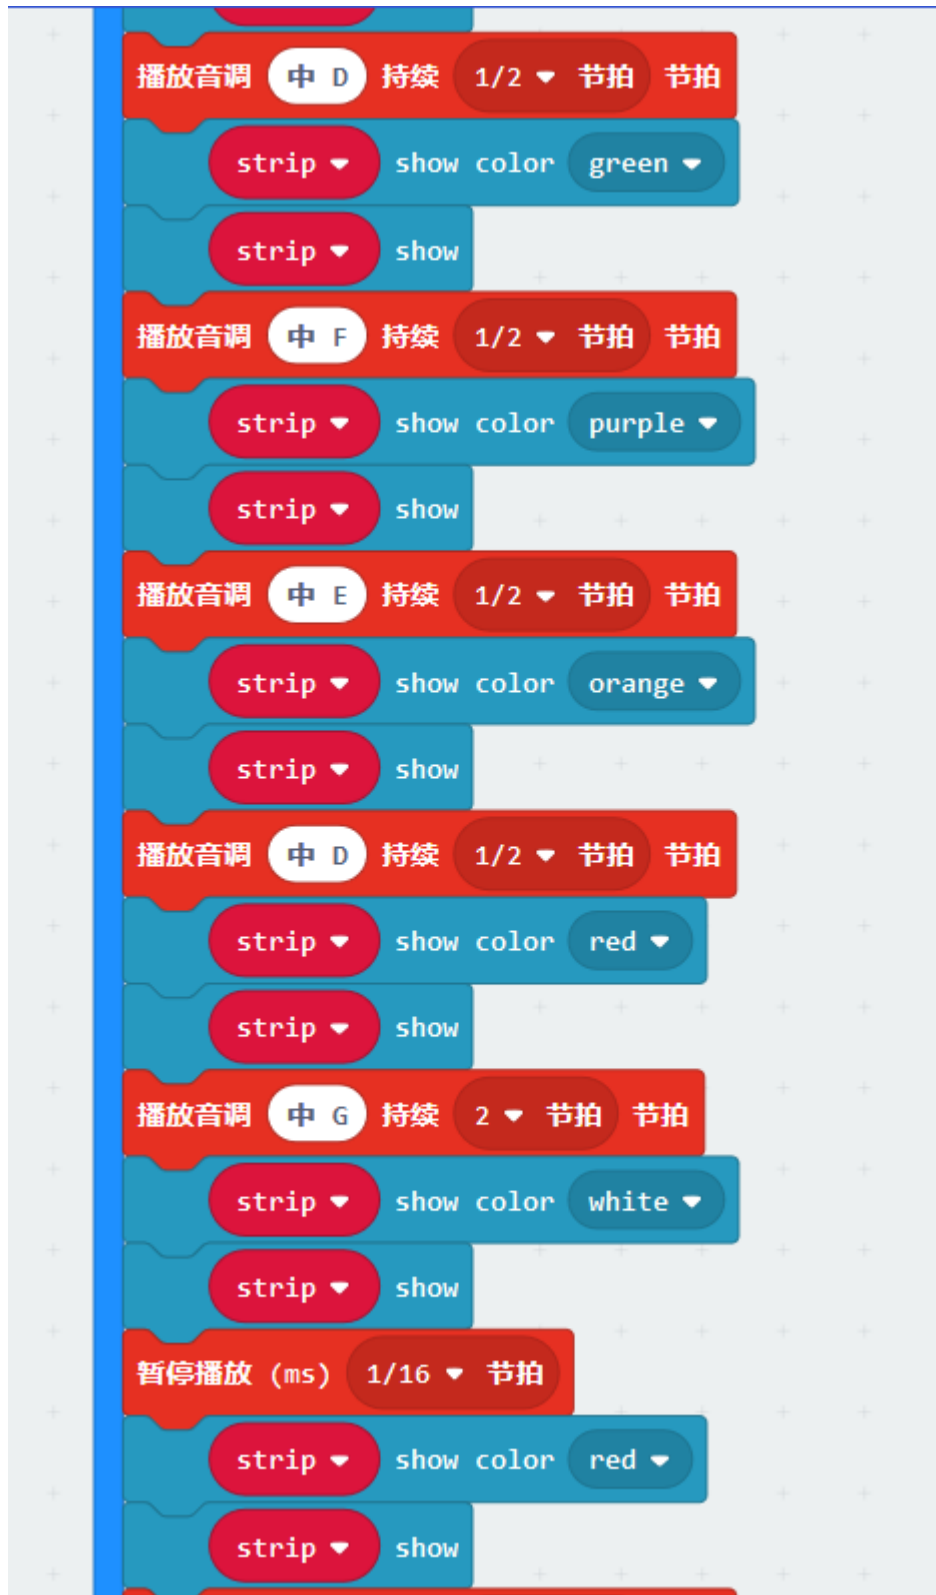 播放音调 中 D 持续 1/2 节拍 节拍
strip show color green
strip show
播放音调 中 F 持续 1/2 节拍 节拍
strip show color purple
strip show
播放音调 中 E 持续 1/2 节拍 节拍
strip show color orange
strip show
播放音调 中 D 持续 1/2 节拍 节拍
strip show color red
strip show
播放音调 中 G 持续 2 节拍 节拍
strip show color white
strip show
暂停播放 (ms) 1/16 节拍
strip show color red
strip show